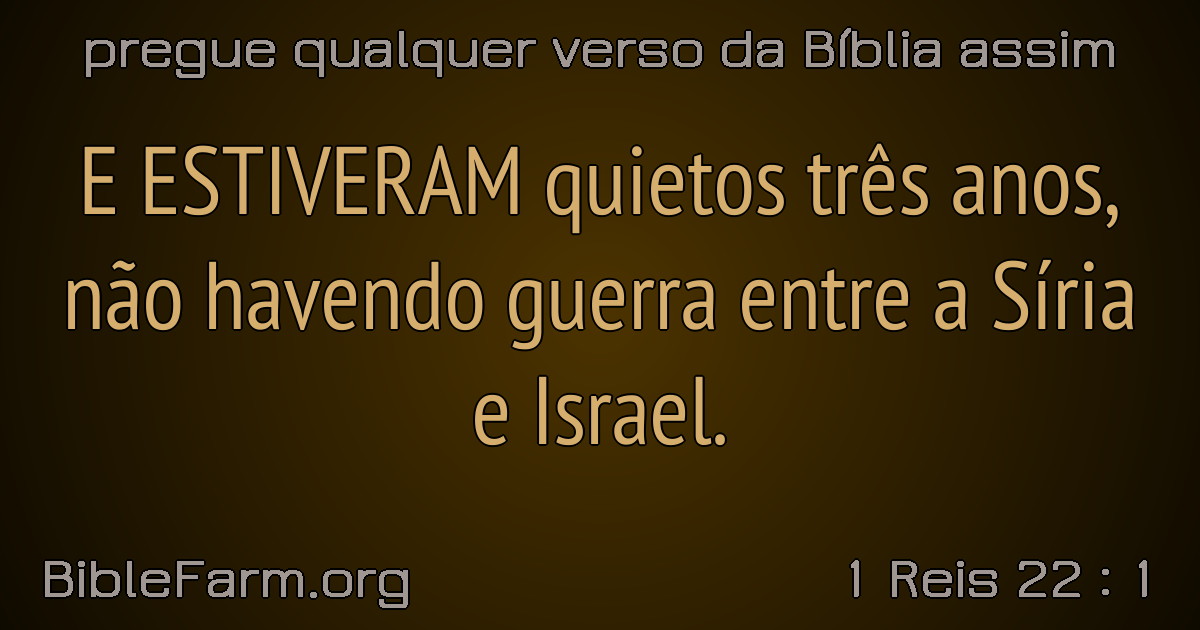 pregue qualquer verso da Bíblia assim
E ESTIVERAM quietos três anos,
não havendo guerra entre a Síria
e Israel.
BibleFarm.org
1 Reis 22 : 1